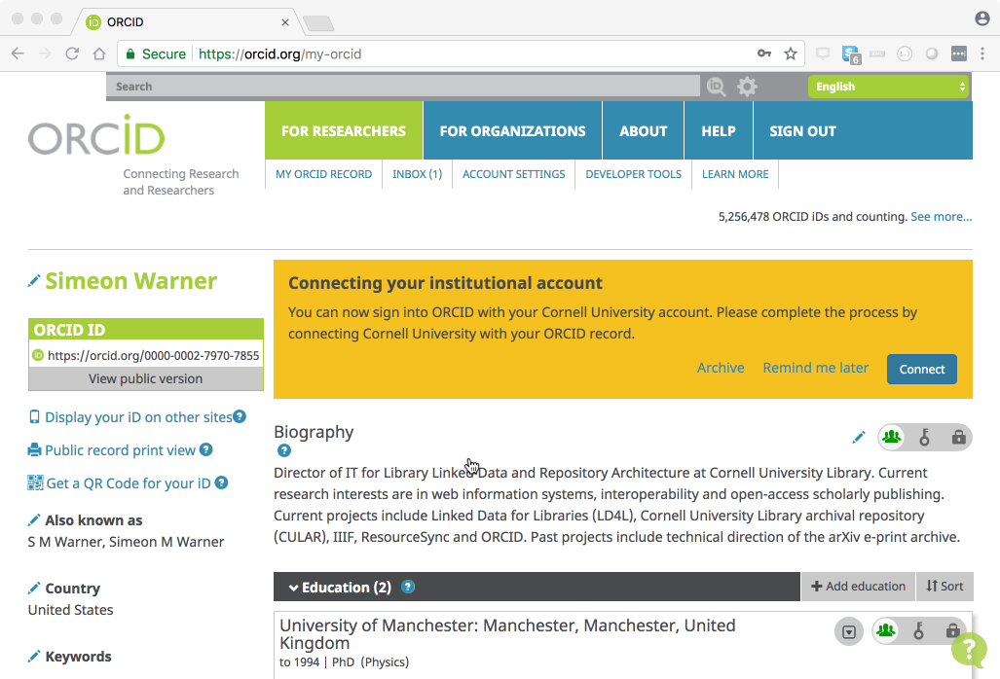 ORCID
Secure https://orcid.org/my-orcid
6
Search
iD
English
ORCID
Connecting Research
and Researchers
FOR RESEARCHERS
FOR ORGANIZATIONS
ABOUT
HELP
SIGN OUT
MY ORCID RECORD
INBOX (1)
ACCOUNT SETTINGS
DEVELOPER TOOLS
LEARN MORE
5,256,478 ORCID iDs and counting. See more...
Simeon Warner
ORCID ID
iD https://orcid.org/0000-0002-7970-7855
View public version
Display your iD on other sites ?
Public record print view ?
Get a QR Code for your iD ?
Also known as
S M Warner, Simeon M Warner
Country
United States
Keywords
Connecting your institutional account
You can now sign into ORCID with your Cornell University account. Please complete the process by
connecting Cornell University with your ORCID record.
Archive
Remind me later
Connect
Biography
?
Director of IT for Library Linked Data and Repository Architecture at Cornell University Library. Current
research interests are in web information systems, interoperability and open-access scholarly publishing.
Current projects include Linked Data for Libraries (LD4L), Cornell University Library archival repository
(CULAR), IIIF, ResourceSync and ORCID. Past projects include technical direction of the arXiv e-print archive.
Education (2) ?
Add education
Sort
University of Manchester: Manchester, Manchester, United
Kingdom
to 1994 | PhD (Physics)
?